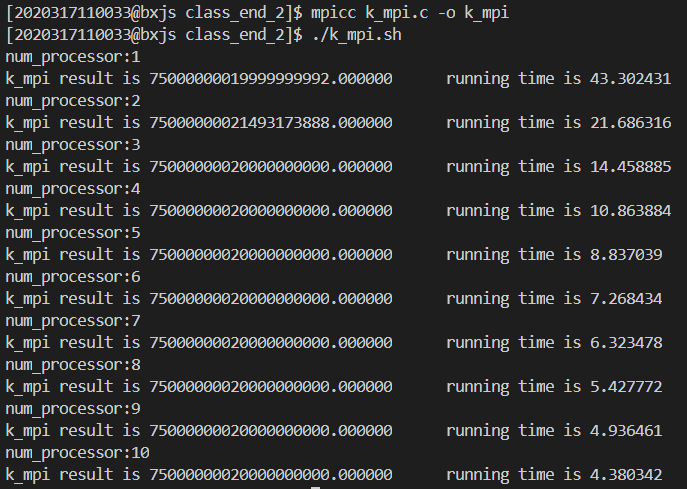 [2020317110033@bxjs class_end_2]$ mpicc k_mpi.c -o k_mpi
[2020317110033@bxjs class_end_2]$ ./k_mpi.sh
num_processor:1
k_mpi result is 75000000019999999992.000000      running time is 43.302431
num_processor:2
k_mpi result is 75000000021493173888.000000      running time is 21.686316
num_processor:3
k_mpi result is 75000000020000000000.000000      running time is 14.458885
num_processor:4
k_mpi result is 75000000020000000000.000000      running time is 10.863884
num_processor:5
k_mpi result is 75000000020000000000.000000      running time is 8.837039
num_processor:6
k_mpi result is 75000000020000000000.000000      running time is 7.268434
num_processor:7
k_mpi result is 75000000020000000000.000000      running time is 6.323478
num_processor:8
k_mpi result is 75000000020000000000.000000      running time is 5.427772
num_processor:9
k_mpi result is 75000000020000000000.000000      running time is 4.936461
num_processor:10
k_mpi result is 75000000020000000000.000000      running time is 4.380342